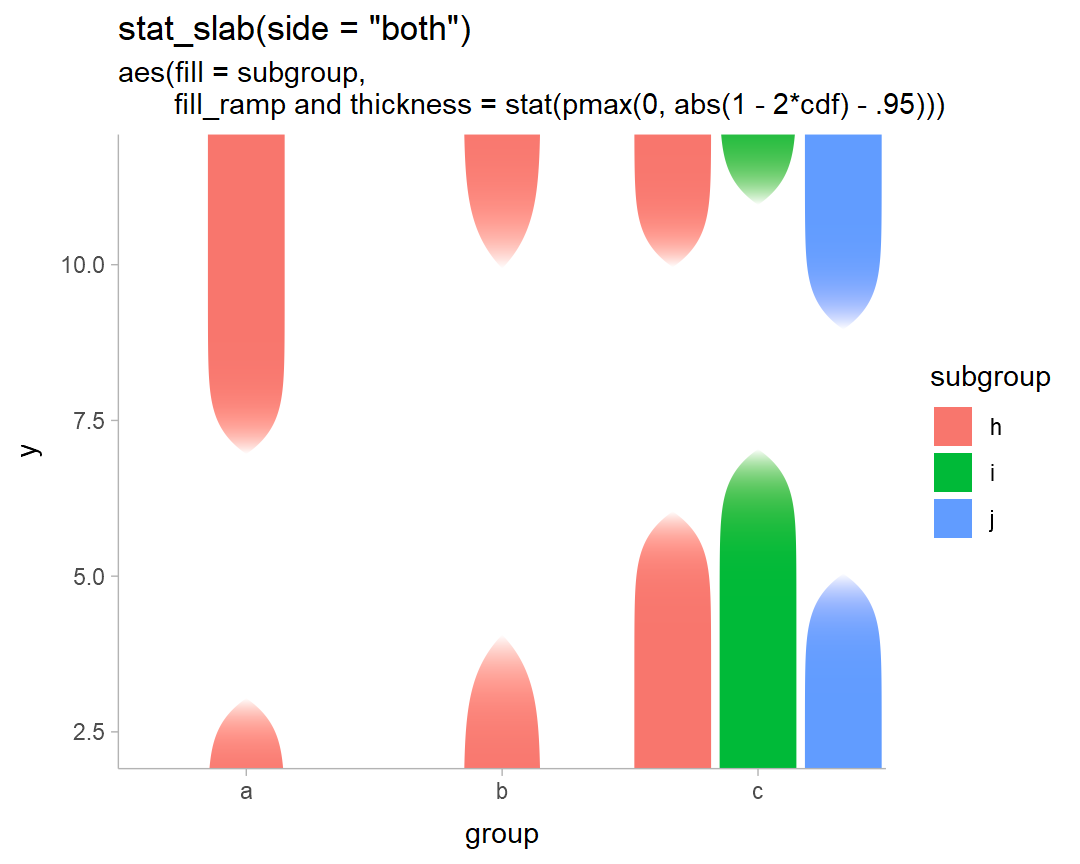 stat_slab(side = "both")
aes(fill = subgroup,
fill_ramp and thickness = stat(pmax(0, abs(1 - 2*cdf) - .95)))
10.0
7.5
5.0
2.5
y
a b c
group
subgroup
h
i
j